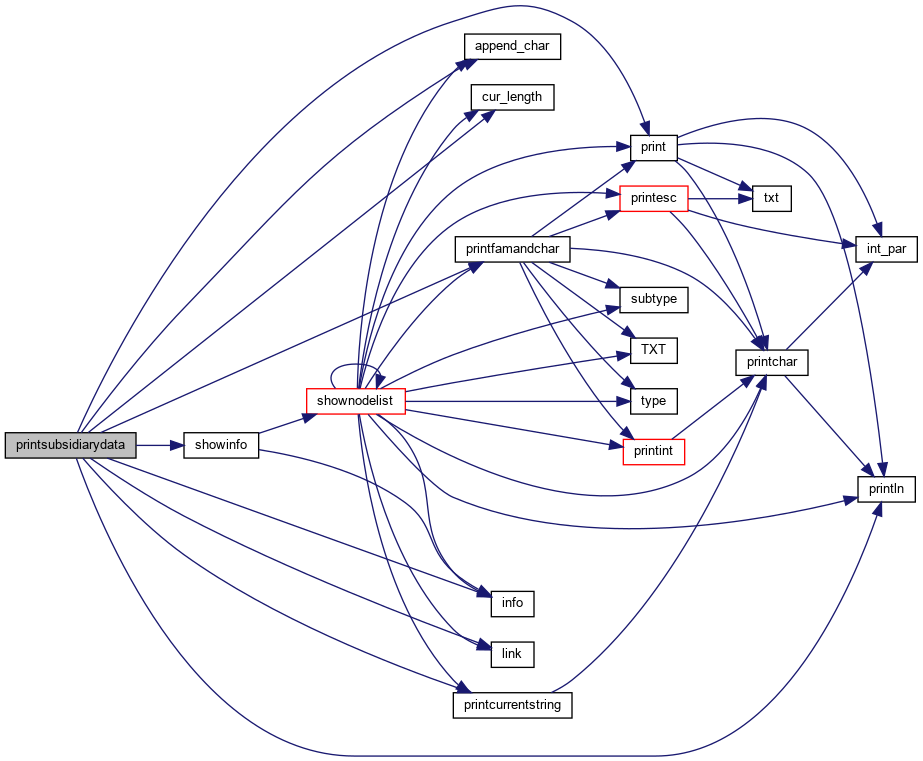 append_char
cur_length
print
printesc
txt
printfamandchar
int_par
subtype
TXT
printchar
shownodelist
type
printsubsidiarydata
showinfo
printint
println
info
link
printcurrentstring